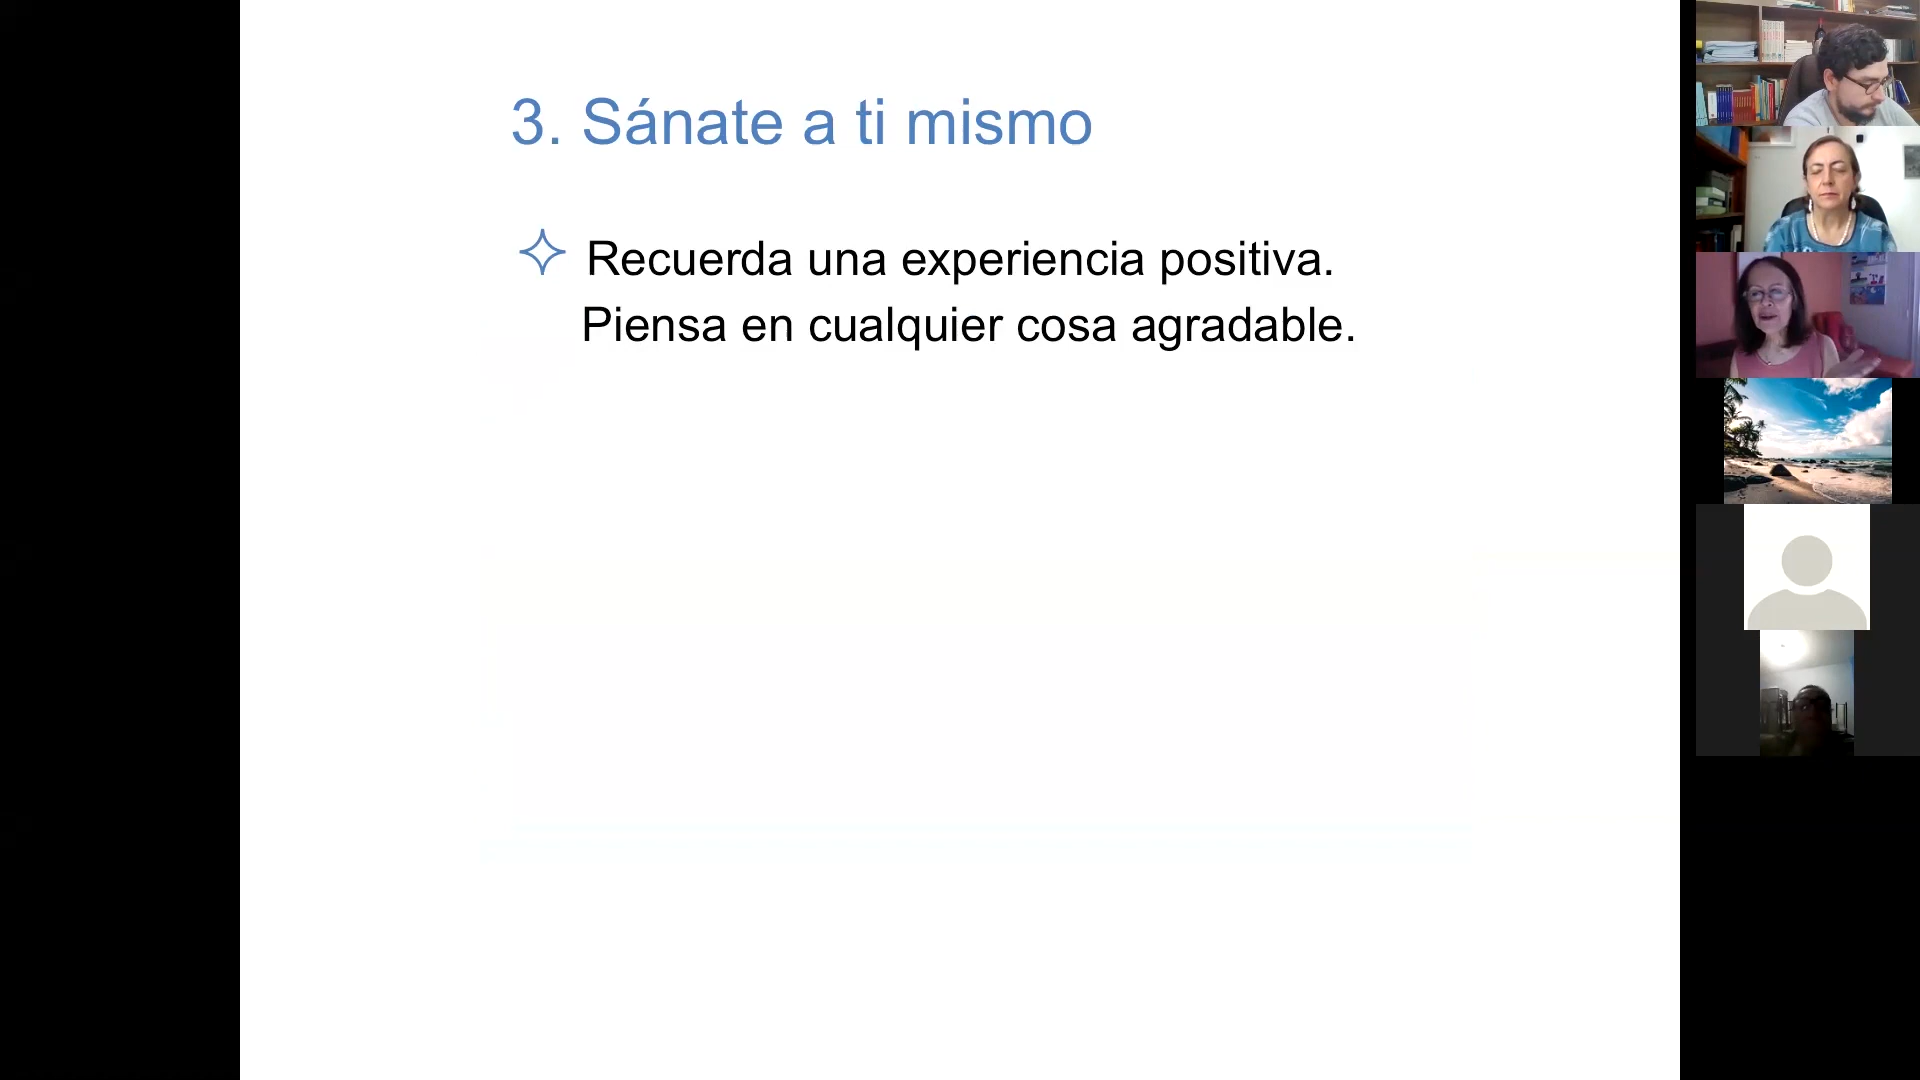 3. Sánate a ti mismo
Recuerda una experiencia positiva.
Piensa en cualquier cosa agradable.